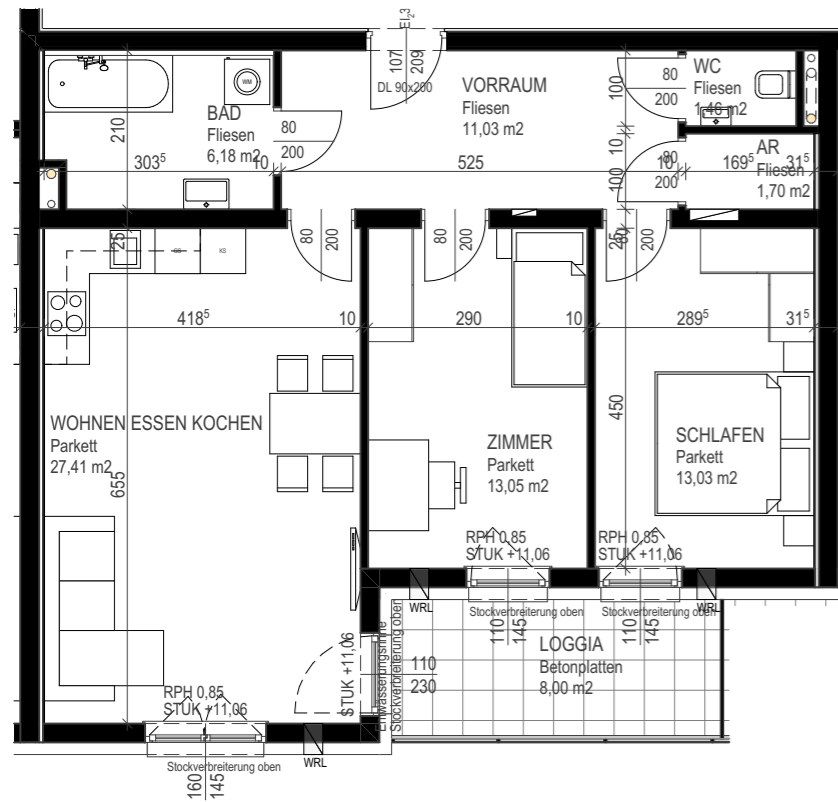 EI₂3
107
209
DL 90x200
WM
BAD
Fliesen
6,18 m2
210
303⁵
10
80
200
VORRAUM
Fliesen
11,03 m2
525
100
10
100
80
200
WC
Fliesen
1,46 m2
AR
Fliesen
1,70 m2
10
80
200
169⁵
31⁵
25
GS
KS
80
200
80
200
25
80
200
418⁵
10
290
10
289⁵
31⁵
WOHNEN ESSEN KOCHEN
Parkett
27,41 m2
655
ZIMMER
Parkett
13,05 m2
450
SCHLAFEN
Parkett
13,03 m2
RPH 0,85
STUK +11,06
RPH 0,85
STUK +11,06
WRL
WRL
Stockverbreiterung oben
Stockverbreiterung oben
110
145
110
145
LOGGIA
Betonplatten
8,00 m2
STUK +11,06
Entwässerungsrinne
Stockverbreiterung oben
110
230
RPH 0,85
STUK +11,06
Stockverbreiterung oben
WRL
160
145